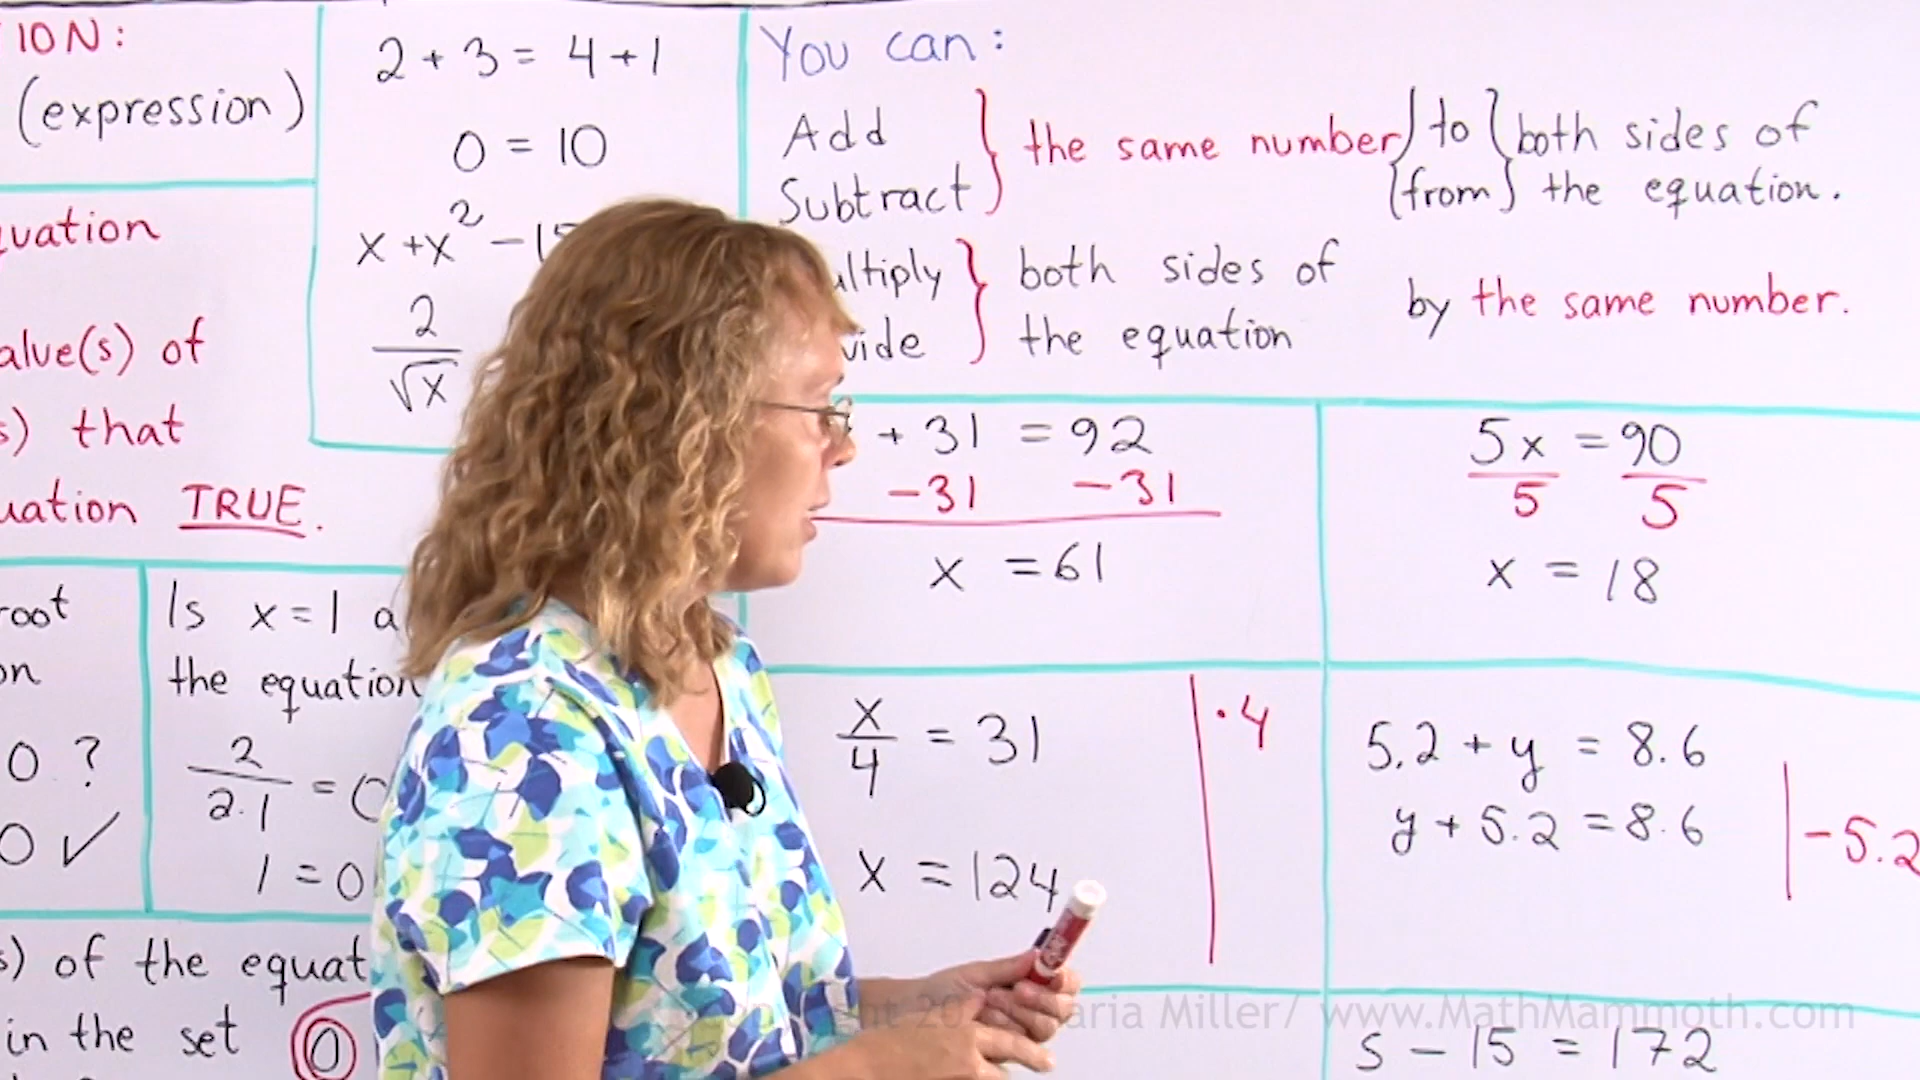 ION:
(expression)
2 + 3 = 4 + 1
0 = 10
x + x² - 15
2
√x
You can:
Add
Subtract
the same number
to
from
both sides of
the equation.
ultiply
vide
both sides of
the equation
by the same number.
uation
alue(s) of
s) that
uation TRUE.
+ 31 = 92
-31 -31
x = 61
5x = 90
5 5
x = 18
root
on
0 ?
0 ✓
Is x = 1 a
the equation
2
2·1
= 0
1 = 0
x
4
= 31
·4
x = 124
5.2 + y = 8.6
y + 5.2 = 8.6
-5.2
s) of the equat
in the set
0
s - 15 = 172
Maria Miller/ www.MathMammoth.com